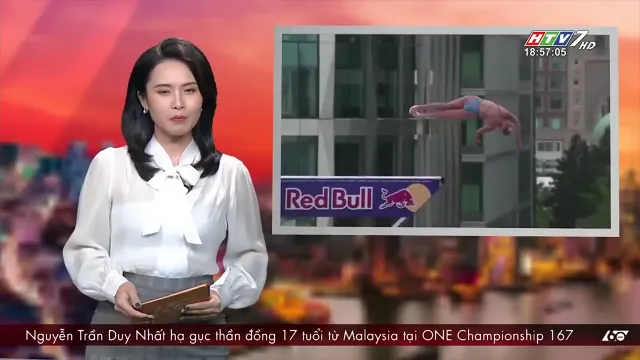 HTV7 HD
18:57:05
Red Bull
Nguyễn Trần Duy Nhất hạ gục thần đồng 17 tuổi từ Malaysia tại ONE Championship 167